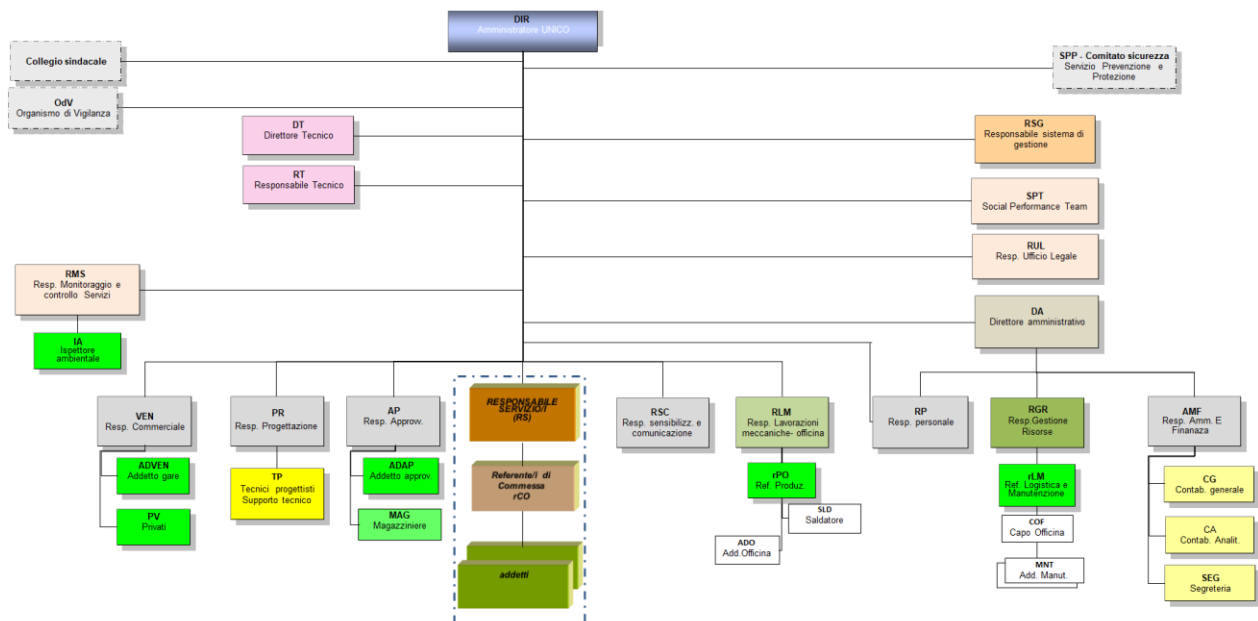 DIR
Amministratore UNICO
Collegio sindacale
SPP - Comitato sicurezza
Servizio Prevenzione e
Protezione
OdV
Organismo di Vigilanza
DT
Direttore Tecnico
RSG
Responsabile sistema di
gestione
RT
Responsabile Tecnico
SPT
Social Performance Team
RUL
Resp. Ufficio Legale
RMS
Resp. Monitoraggio e
controllo Servizi
DA
Direttore amministrativo
IA
Ispettore
ambientale
VEN
Resp. Commerciale
PR
Resp. Progettazione
AP
Resp. Approvv.
RESPONSABILE
SERVIZIO/I
(RS)
RSC
Resp. sensibilizz. e
comunicazione
RLM
Resp. Lavorazioni
meccaniche- officina
RP
Resp. personale
RGR
Resp.Gestione
Risorse
AMF
Resp. Amm. E
Finanaza
ADVEN
Addetto gare
TP
Tecnici progettisti
Supporto tecnico
ADAP
Addetto approv.
Referente/i di
Commessa
rCO
rPO
Ref. Produz.
rLM
Ref. Logistica e
Manutenzione
CG
Contab. generale
PV
Privati
MAG
Magazziniere
SLD
Saldatore
COF
Capo Officina
CA
Contab. Analit.
ADO
Add.Officina
MNT
Add. Manut.
addetti
SEG
Segreteria